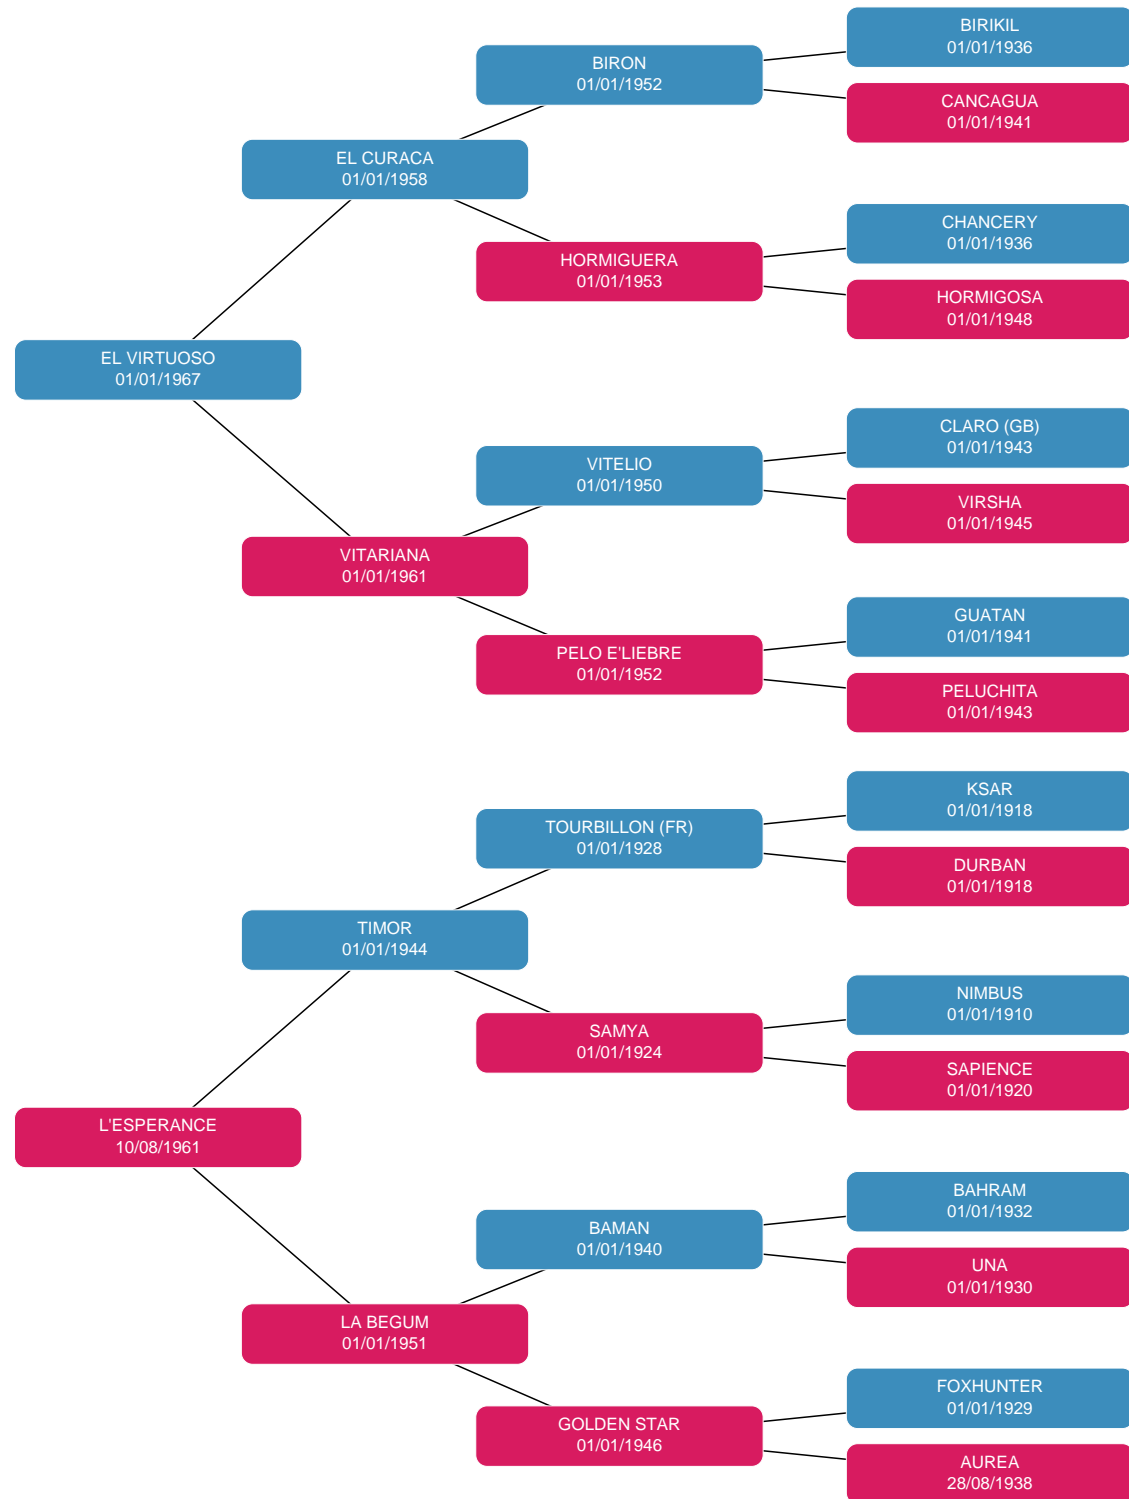 BIRIKIL
01/01/1936
BIRON
01/01/1952
CANCAGUA
01/01/1941
EL CURACA
01/01/1958
CHANCERY
01/01/1936
HORMIGUERA
01/01/1953
HORMIGOSA
01/01/1948
EL VIRTUOSO
01/01/1967
CLARO (GB)
01/01/1943
VITELIO
01/01/1950
VIRSHA
01/01/1945
VITARIANA
01/01/1961
GUATAN
01/01/1941
PELO E'LIEBRE
01/01/1952
PELUCHITA
01/01/1943
KSAR
01/01/1918
TOURBILLON (FR)
01/01/1928
DURBAN
01/01/1918
TIMOR
01/01/1944
NIMBUS
01/01/1910
SAMYA
01/01/1924
SAPIENCE
01/01/1920
L'ESPERANCE
10/08/1961
BAHRAM
01/01/1932
BAMAN
01/01/1940
UNA
01/01/1930
LA BEGUM
01/01/1951
FOXHUNTER
01/01/1929
GOLDEN STAR
01/01/1946
AUREA
28/08/1938